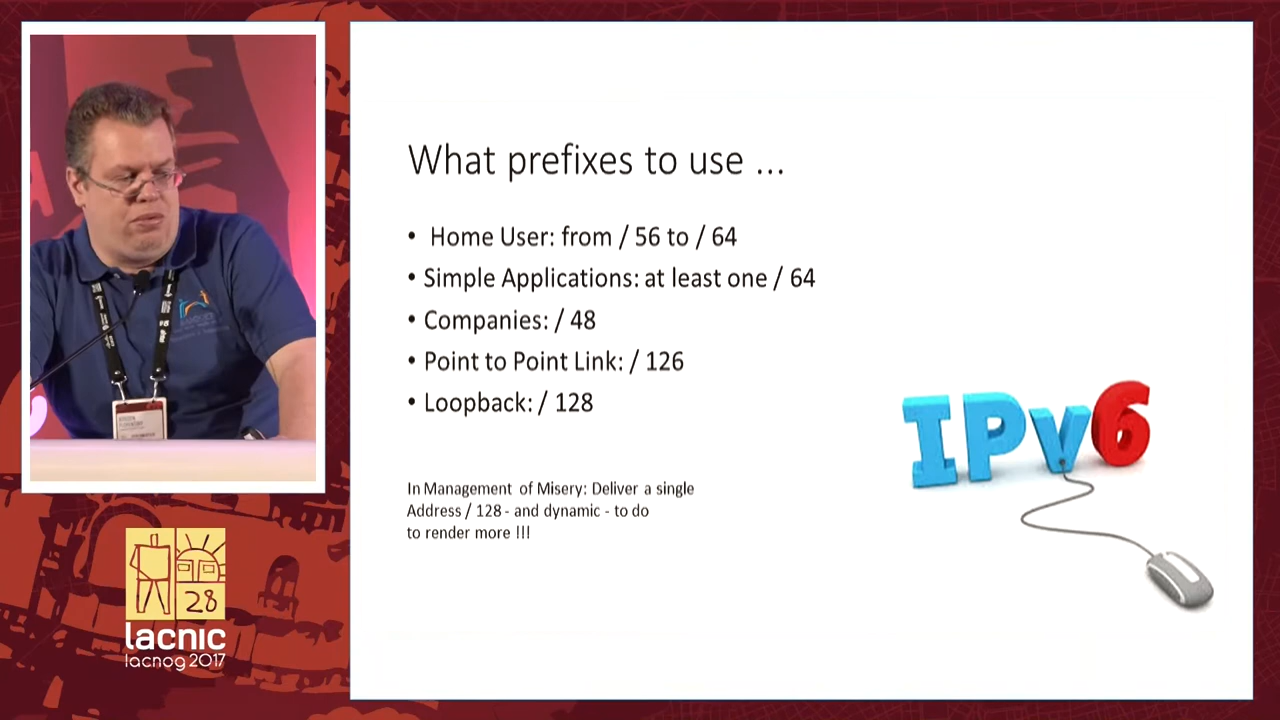 What prefixes to use ...
• Home User: from / 56 to / 64
• Simple Applications: at least one / 64
• Companies: / 48
• Point to Point Link: / 126
• Loopback: / 128
In Management of Misery: Deliver a single
Address / 128 - and dynamic - to do
to render more !!!
IPv6
28
lacnic
lacnog 2017